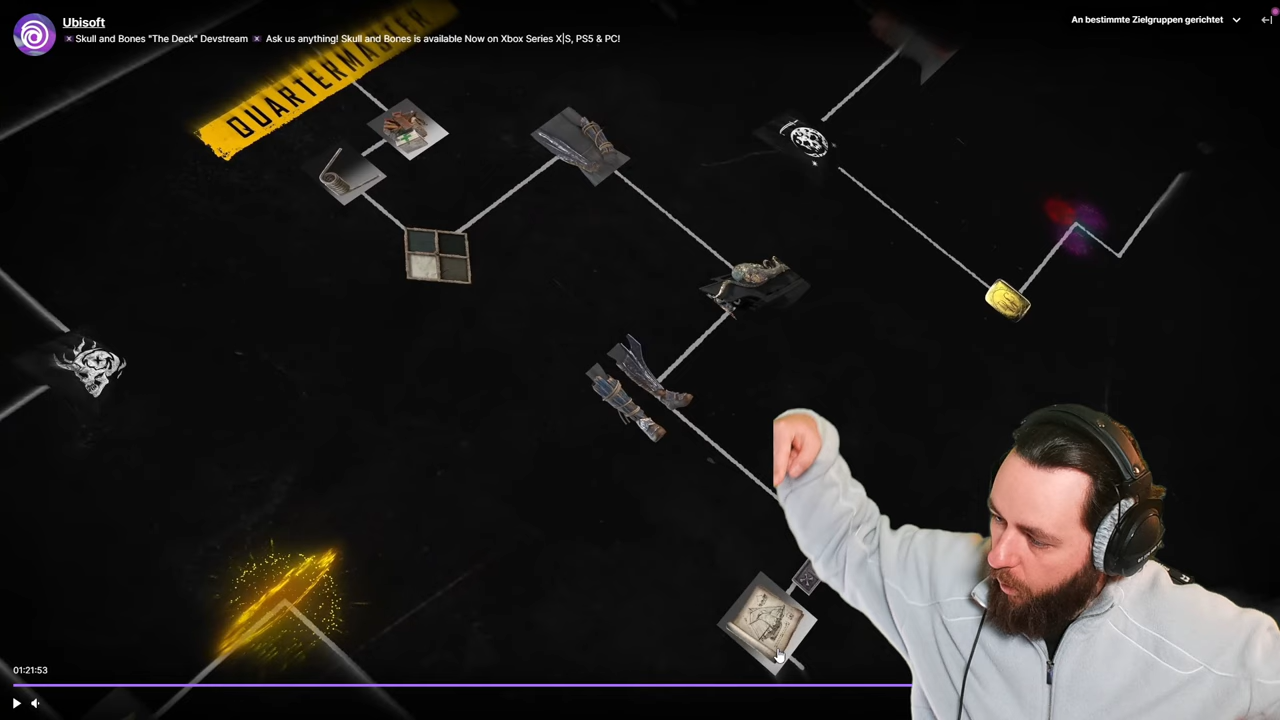 Ubisoft
Skull and Bones "The Deck" Devstream
Ask us anything! Skull and Bones is available Now on Xbox Series X|S, PS5 & PC!
An bestimmte Zielgruppen gerichtet
QUARTERMASTER
01:21:53